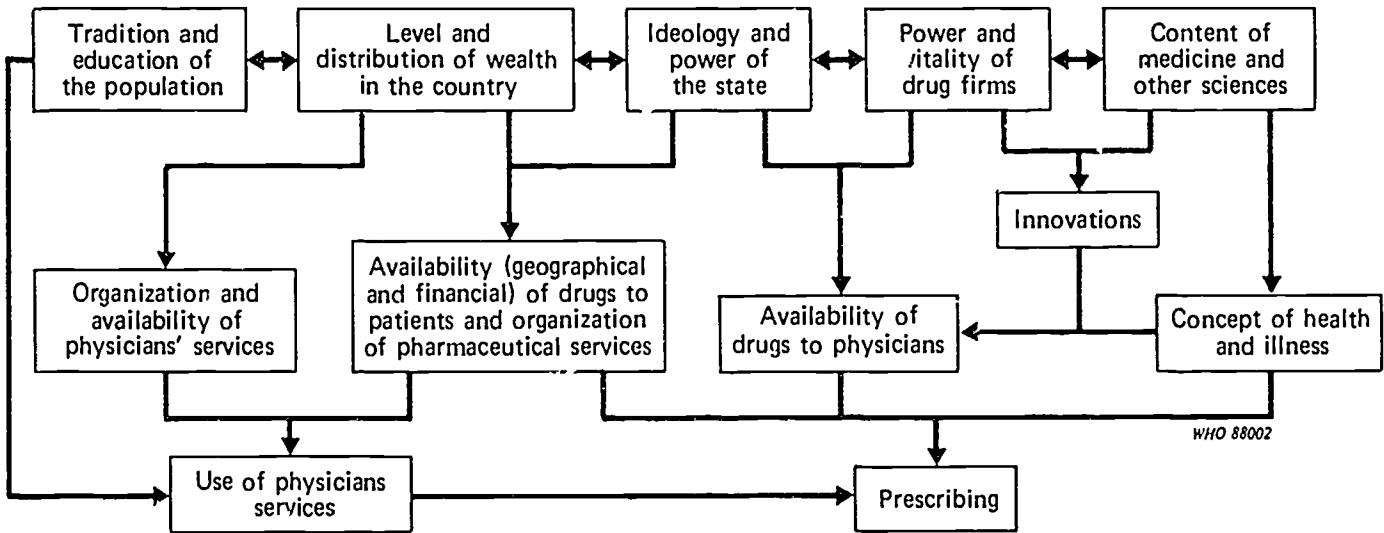 Tradition and
education of
the population
Level and
distribution of wealth
in the country
Ideology and
power of
the state
Power and
vitality of
drug firms
Content of
medicine and
other sciences
Innovations
Organization and
availability of
physicians' services
Availability (geographical
and financial) of drugs to
patients and organization
of pharmaceutical services
Availability of
drugs to physicians
Concept of health
and illness
WHO 88002
Use of physicians
services
Prescribing